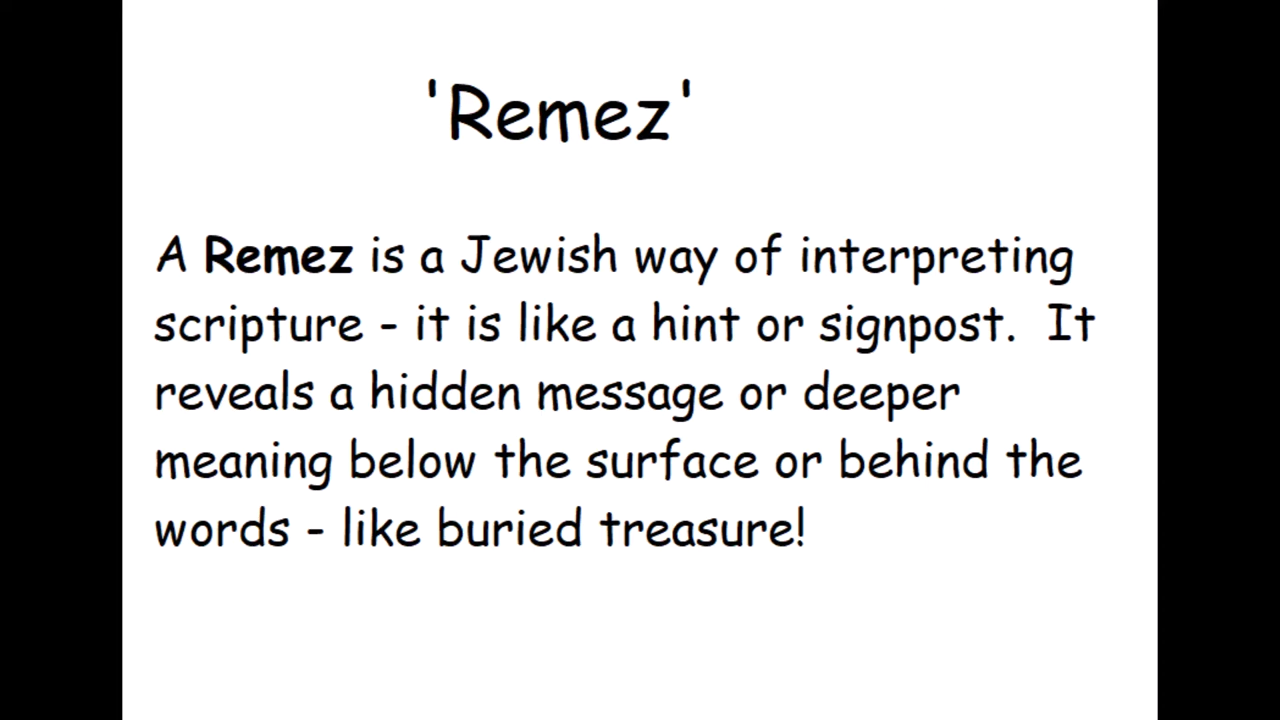 'Remez'
A Remez is a Jewish way of interpreting
scripture - it is like a hint or signpost.  It
reveals a hidden message or deeper
meaning below the surface or behind the
words - like buried treasure!